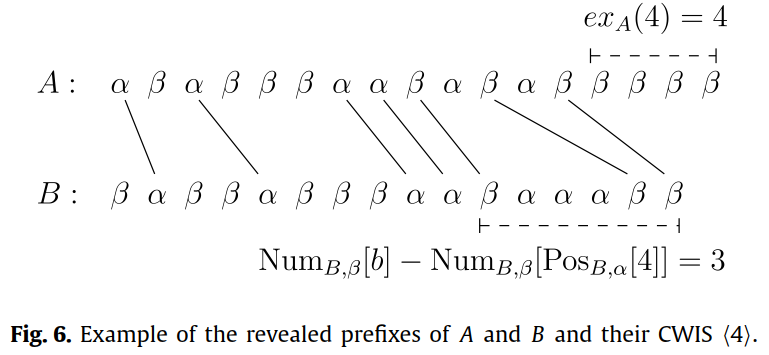 ex_A(4) = 4
A : α β α β β β α α β α β α β β β β β
B : β α β β α β β β α α β α α α β β
Num_{B,β}[b] − Num_{B,β}[Pos_{B,α}[4]] = 3
Fig. 6. Example of the revealed prefixes of A and B and their CWIS ⟨4⟩.